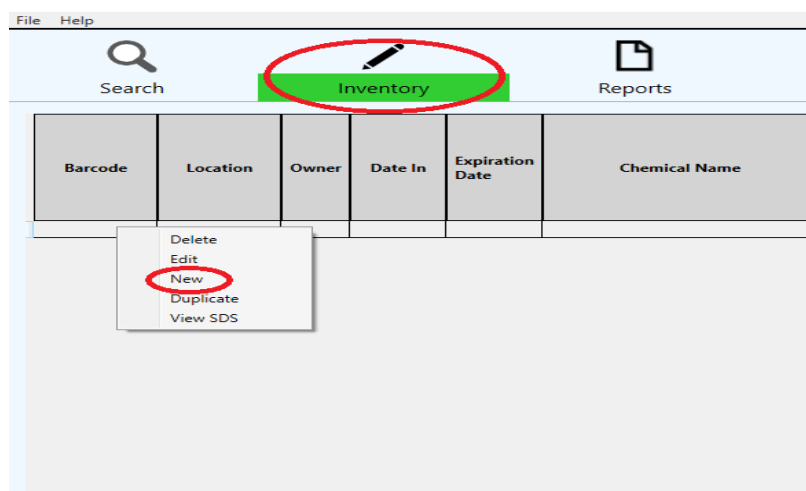 File Help
Search Inventory Reports
Barcode Location Owner Date In Expiration Date Chemical Name
Delete
Edit
New
Duplicate
View SDS